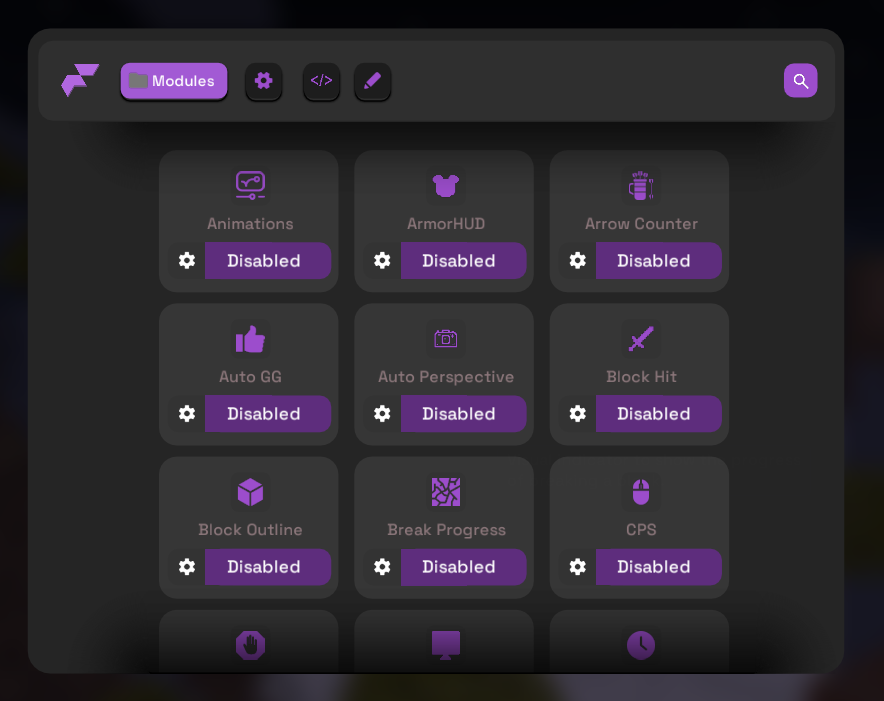 Modules
</>
Animations
ArmorHUD
Arrow Counter
Disabled
Disabled
Disabled
Auto GG
Auto Perspective
Block Hit
Disabled
Disabled
Disabled
Block Outline
Break Progress
CPS
Disabled
Disabled
Disabled